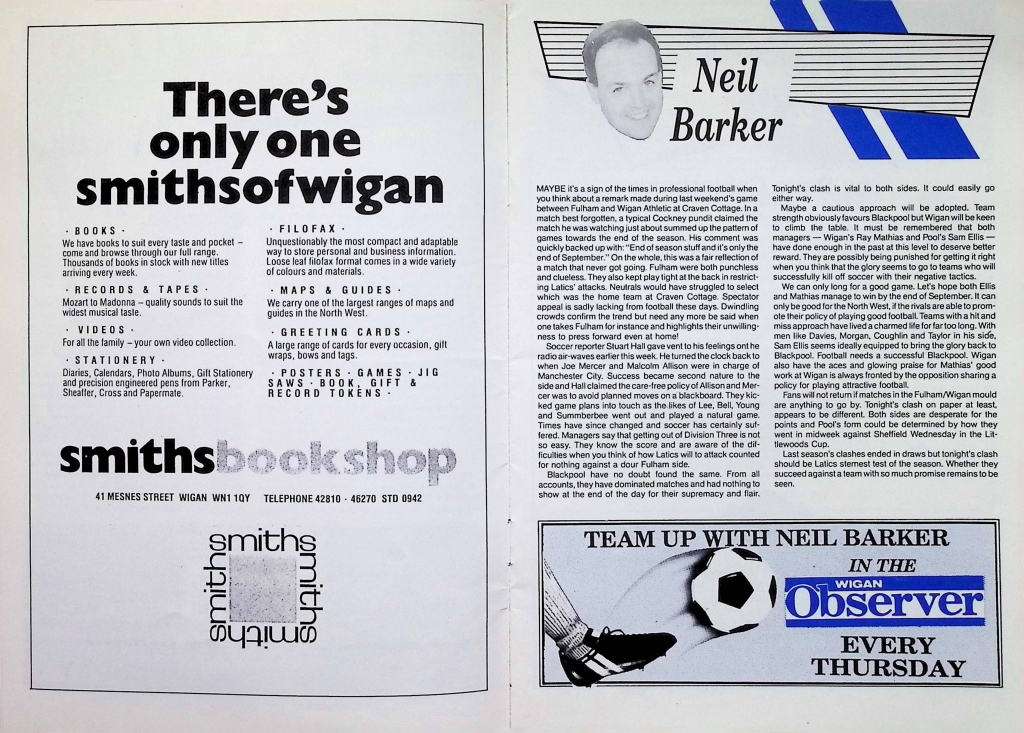 There's
only one
smithsofwigan
· BOOKS ·
We have books to suit every taste and pocket –
come and browse through our full range.
Thousands of books in stock with new titles
arriving every week.
· RECORDS & TAPES ·
Mozart to Madonna – quality sounds to suit the
widest musical taste.
· VIDEOS ·
For all the family – your own video collection.
· STATIONERY ·
Diaries, Calendars, Photo Albums, Gift Stationery
and precision engineered pens from Parker,
Sheaffer, Cross and Papermate.
· FILOFAX ·
Unquestionably the most compact and adaptable
way to store personal and business information.
Loose leaf filofax format comes in a wide variety
of colours and materials.
· MAPS & GUIDES ·
We carry one of the largest ranges of maps and
guides in the North West.
· GREETING CARDS ·
A large range of cards for every occasion, gift
wraps, bows and tags.
· POSTERS · GAMES · JIG
SAWS · BOOK, GIFT &
RECORD TOKENS ·
smithsbookshop
41 MESNES STREET WIGAN WN1 1QY TELEPHONE 42810 · 46270 STD 0942
smiths
smiths
smiths
smiths
Neil
Barker
MAYBE it's a sign of the times in professional football when
you think about a remark made during last weekend's game
between Fulham and Wigan Athletic at Craven Cottage. In a
match best forgotten, a typical Cockney pundit claimed the
match he was watching just about summed up the pattern of
games towards the end of the season. His comment was
quickly backed up with: "End of season stuff and it's only the
end of September." On the whole, this was a fair reflection of
a match that never got going. Fulham were both punchless
and clueless. They also kept play tight at the back in restrict-
ing Latics' attacks. Neutrals would have struggled to select
which was the home team at Craven Cottage. Spectator
appeal is sadly lacking from football these days. Dwindling
crowds confirm the trend but need any more be said when
one takes Fulham for instance and highlights their unwilling-
ness to press forward even at home!
Soccer reporter Stuart Hall gave vent to his feelings ont he
radio air-waves earlier this week. He turned the clock back to
when Joe Mercer and Malcolm Allison were in charge of
Manchester City. Success became second nature to the
side and Hall claimed the care-free policy of Allison and Mer-
cer was to avoid planned moves on a blackboard. They kic-
ked game plans into touch as the likes of Lee, Bell, Young
and Summberbee went out and played a natural game.
Times have since changed and soccer has certainly suf-
fered. Managers say that getting out of Division Three is not
so easy. They know the score and are aware of the dif-
ficulties when you think of how Latics will to attack counted
for nothing against a dour Fulham side.
Blackpool have no doubt found the same. From all
accounts, they have dominated matches and had nothing to
show at the end of the day for their supremacy and flair.
Tonight's clash is vital to both sides. It could easily go
either way.
Maybe a cautious approach will be adopted. Team
strength obviously favours Blackpool but Wigan will be keen
to climb the table. It must be remembered that both
managers — Wigan's Ray Mathias and Pool's Sam Ellis —
have done enough in the past at this level to deserve better
reward. They are possibly being punished for getting it right
when you think that the glory seems to go to teams who will
successfully kill off soccer with their negative tactics.
We can only long for a good game. Let's hope both Ellis
and Mathias manage to win by the end of September. It can
only be good for the North West, if the rivals are able to prom-
ote their policy of playing good football. Teams with a hit and
miss approach have lived a charmed life for far too long. With
men like Davies, Morgan, Coughlin and Taylor in his side,
Sam Ellis seems ideally equipped to bring the glory back to
Blackpool. Football needs a successful Blackpool. Wigan
also have the aces and glowing praise for Mathias' good
work at Wigan is always fronted by the opposition sharing a
policy for playing attractive football.
Fans will not return if matches in the Fulham/Wigan mould
are anything to go by. Tonight's clash on paper at least,
appears to be different. Both sides are desperate for the
points and Pool's form could be determined by how they
went in midweek against Sheffield Wednesday in the Lit-
tlewoods Cup.
Last season's clashes ended in draws but tonight's clash
should be Latics sternest test of the season. Whether they
succeed against a team with so much promise remains to be
seen.
TEAM UP WITH NEIL BARKER
IN THE
WIGAN
Observer
EVERY
THURSDAY